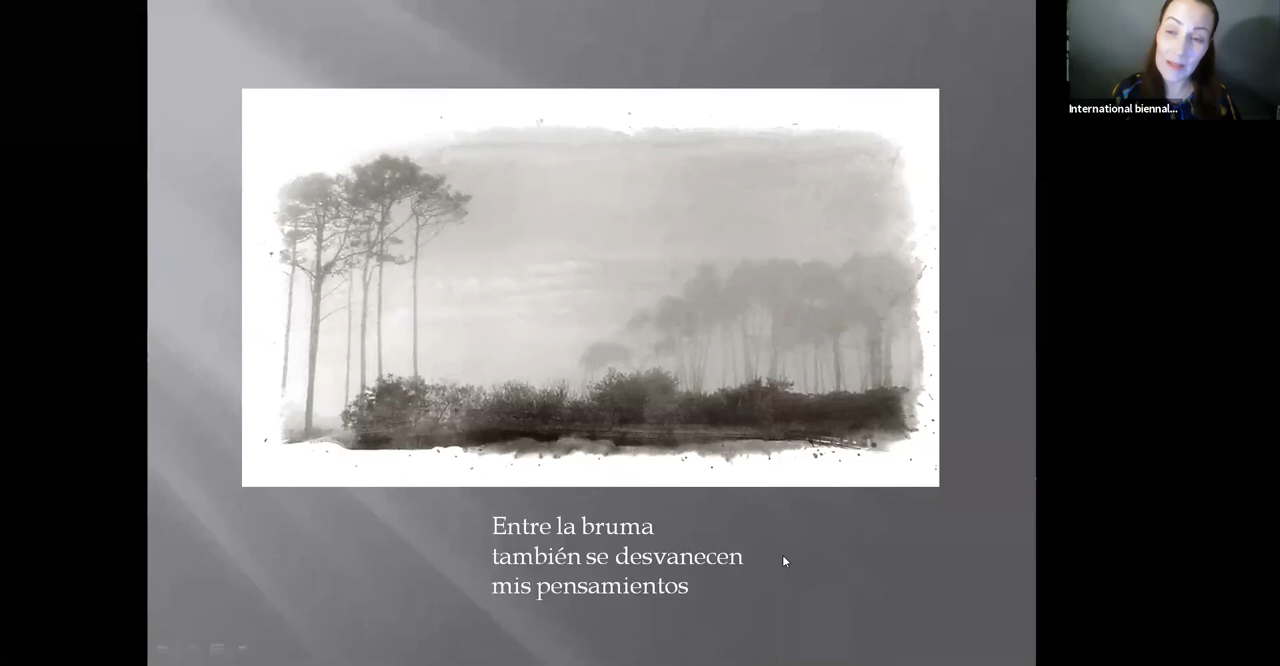 International biennal...
Entre la bruma
también se desvanecen
mis pensamientos